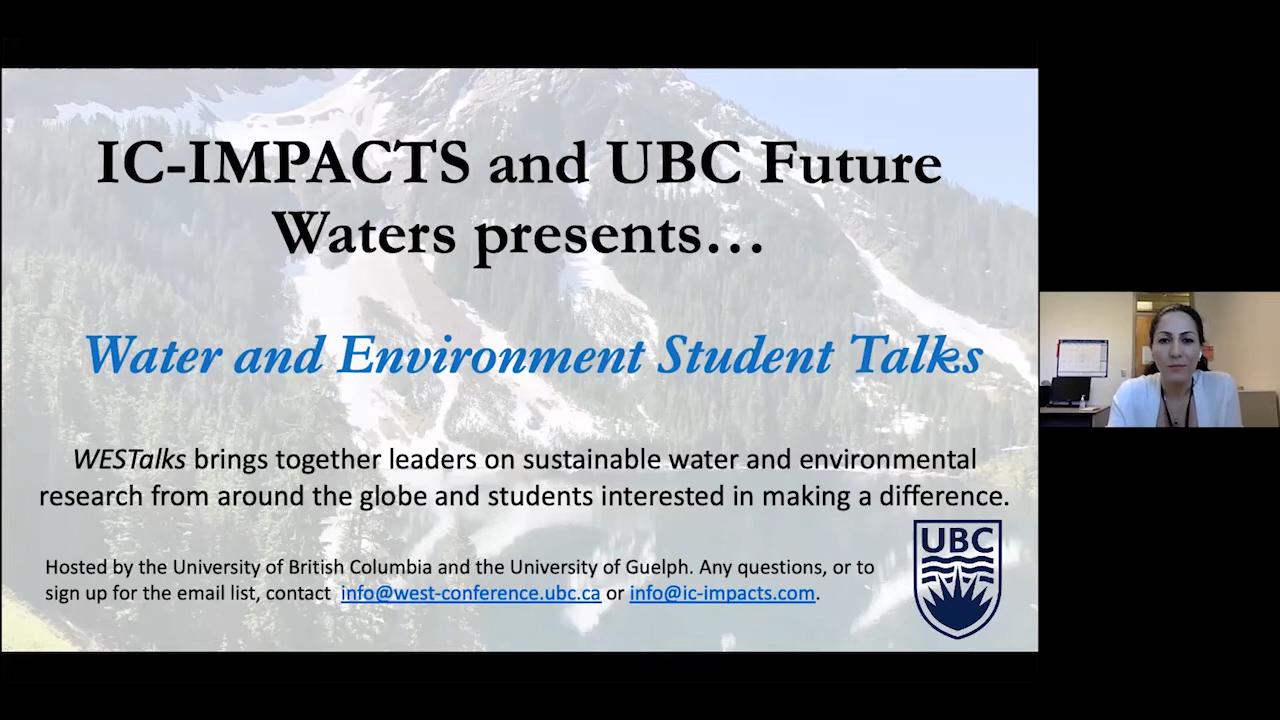 IC-IMPACTS and UBC Future
Waters presents…
Water and Environment Student Talks
WESTalks brings together leaders on sustainable water and environmental
research from around the globe and students interested in making a difference.
Hosted by the University of British Columbia and the University of Guelph. Any questions, or to
sign up for the email list, contact info@west-conference.ubc.ca or info@ic-impacts.com.
UBC